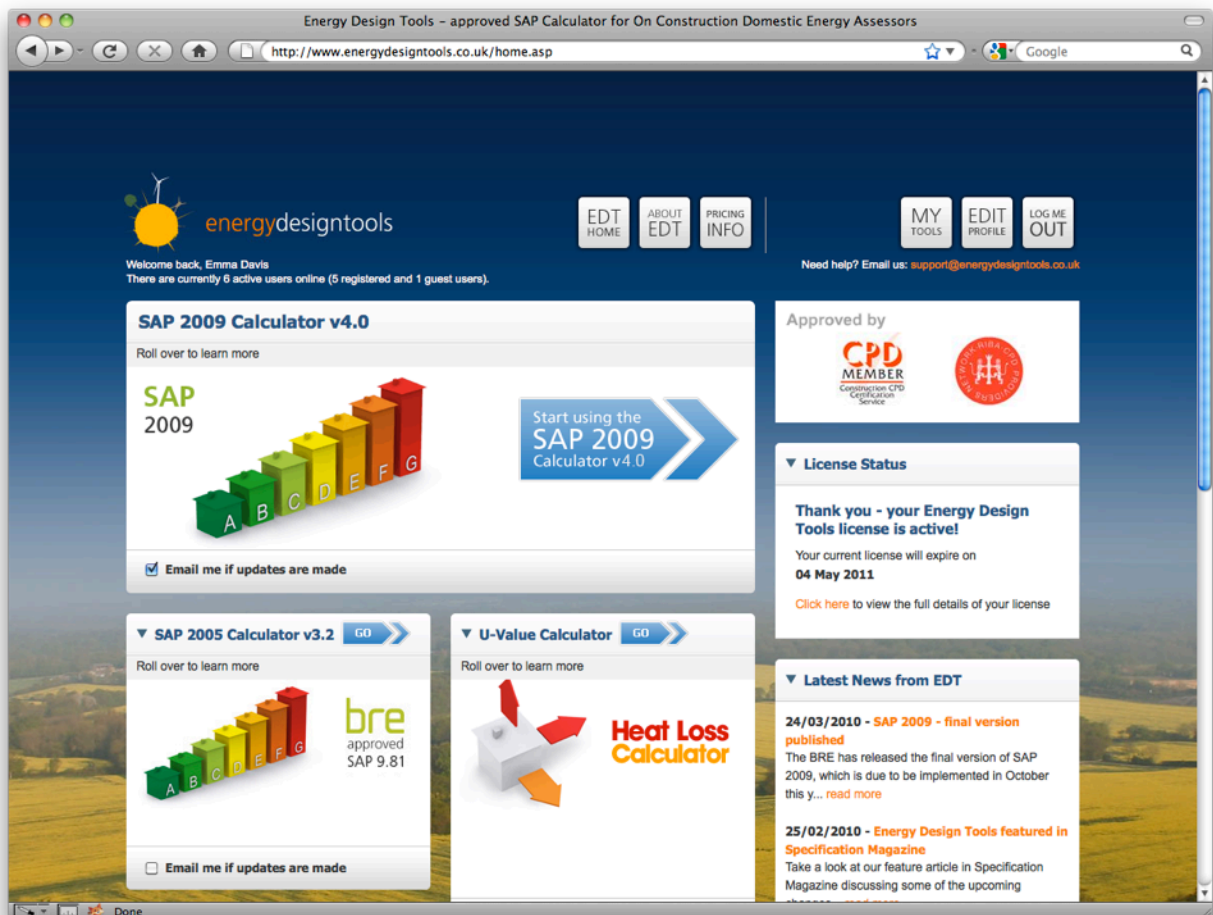 Energy Design Tools – approved SAP Calculator for On Construction Domestic Energy Assessors
http://www.energydesigntools.co.uk/home.asp
Google
energydesigntools
EDT
HOME
ABOUT
EDT
PRICING
INFO
MY
TOOLS
EDIT
PROFILE
LOG ME
OUT
Welcome back, Emma Davis
There are currently 6 active users online (5 registered and 1 guest users).
Need help? Email us: support@energydesigntools.co.uk
SAP 2009 Calculator v4.0
Roll over to learn more
SAP
2009
A B C D E F G
Start using the
SAP 2009
Calculator v4.0
Email me if updates are made
Approved by
CPD
MEMBER
Construction CPD
Certification
Service
NETWORK·RIBA·CPD PROVIDERS
License Status
Thank you - your Energy Design
Tools license is active!
Your current license will expire on
04 May 2011
Click here to view the full details of your license
SAP 2005 Calculator v3.2 GO
Roll over to learn more
A B C D E F G
bre
approved
SAP 9.81
Email me if updates are made
U-Value Calculator GO
Roll over to learn more
Heat Loss
Calculator
Latest News from EDT
24/03/2010 - SAP 2009 - final version
published
The BRE has released the final version of SAP
2009, which is due to be implemented in October
this y... read more
25/02/2010 - Energy Design Tools featured in
Specification Magazine
Take a look at our feature article in Specification
Magazine discussing some of the upcoming
changes... read more
Done